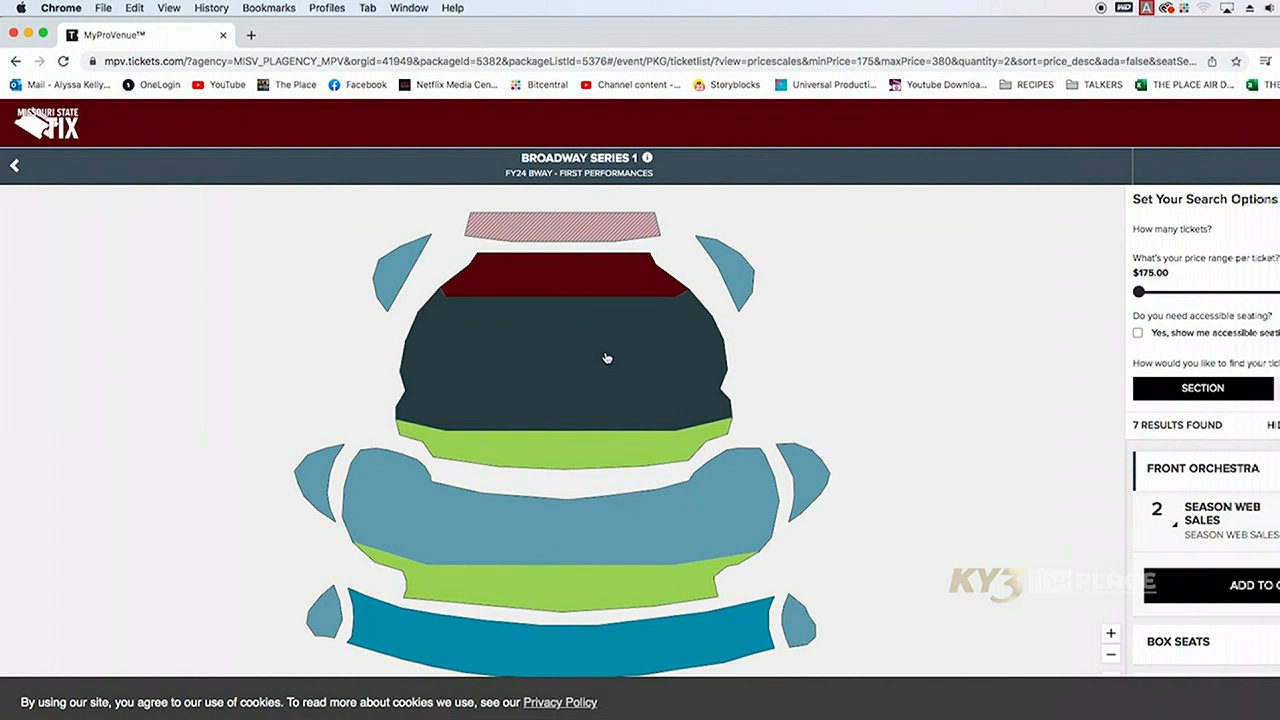 Chrome File Edit View History Bookmarks Profiles Tab Window Help
MyProVenue™
mpv.tickets.com/?agency=MISV_PLAGENCY_MPV&orgid=41949&packageId=5382&packageListId=5376#/event/PKG/ticketlist/?view=pricescales&minPrice=175&maxPrice=380&quantity=2&sort=price_desc&ada=false&seatSe...
Mail - Alyssa Kelly... OneLogin YouTube The Place Facebook Netflix Media Cen... Bitcentral Channel content -... Storyblocks Universal Producti... Youtube Downloa... RECIPES TALKERS THE PLACE AIR D... THE
MISSOURI STATE
TIX
BROADWAY SERIES 1
FY24 BWAY - FIRST PERFORMANCES
Set Your Search Options
How many tickets?
What's your price range per ticket?
$175.00
Do you need accessible seating?
Yes, show me accessible seati
How would you like to find your tic
SECTION
7 RESULTS FOUND HID
FRONT ORCHESTRA
2 SEASON WEB
SALES
SEASON WEB SALES
KY3 the PLACE
ADD TO C
BOX SEATS
By using our site, you agree to our use of cookies. To read more about cookies we use, see our Privacy Policy